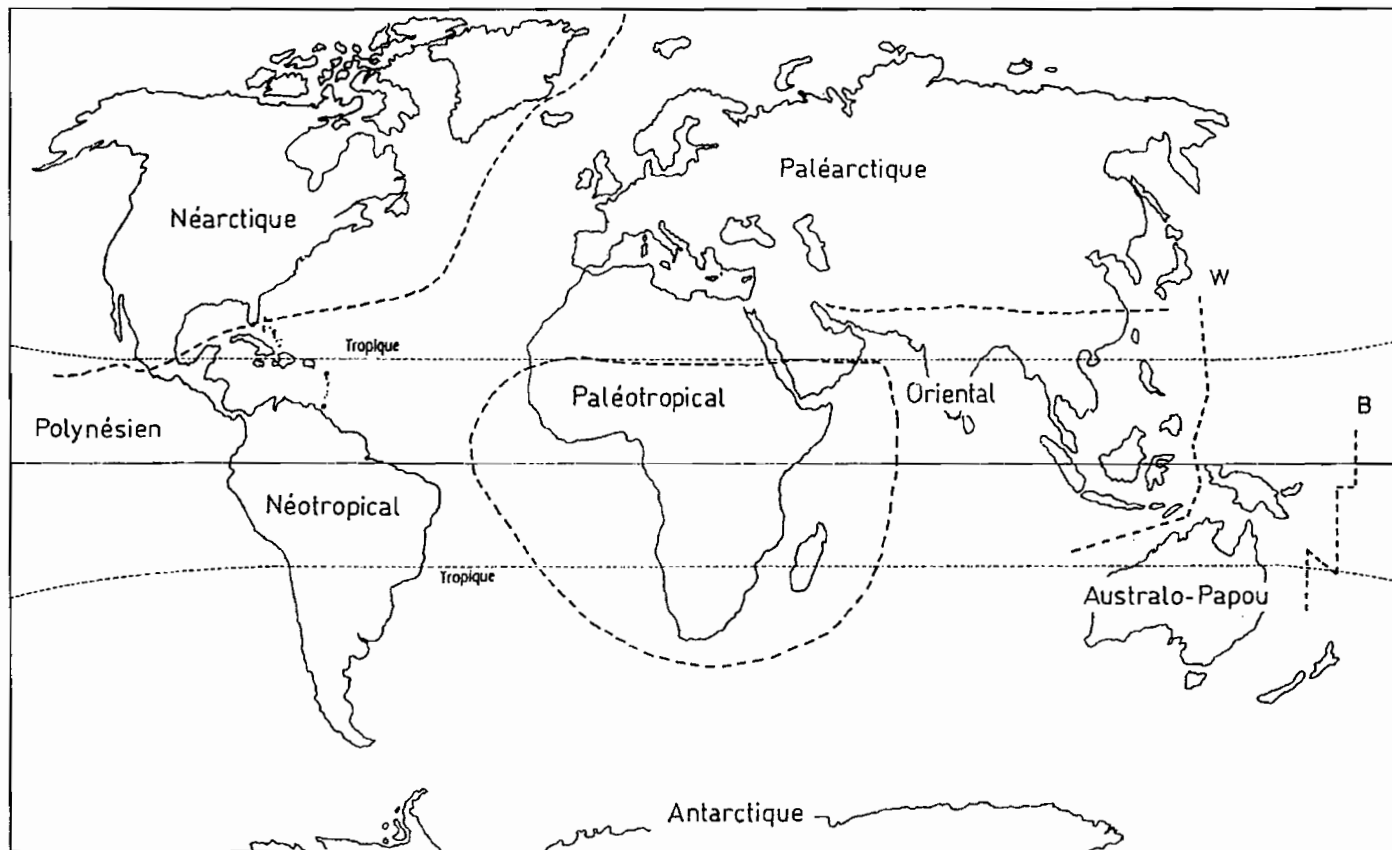 Paléarctique
Néarctique
W
Tropique
Paléotropical
Oriental
B
Polynésien
Néotropical
Tropique
Australo-Papou
Antarctique